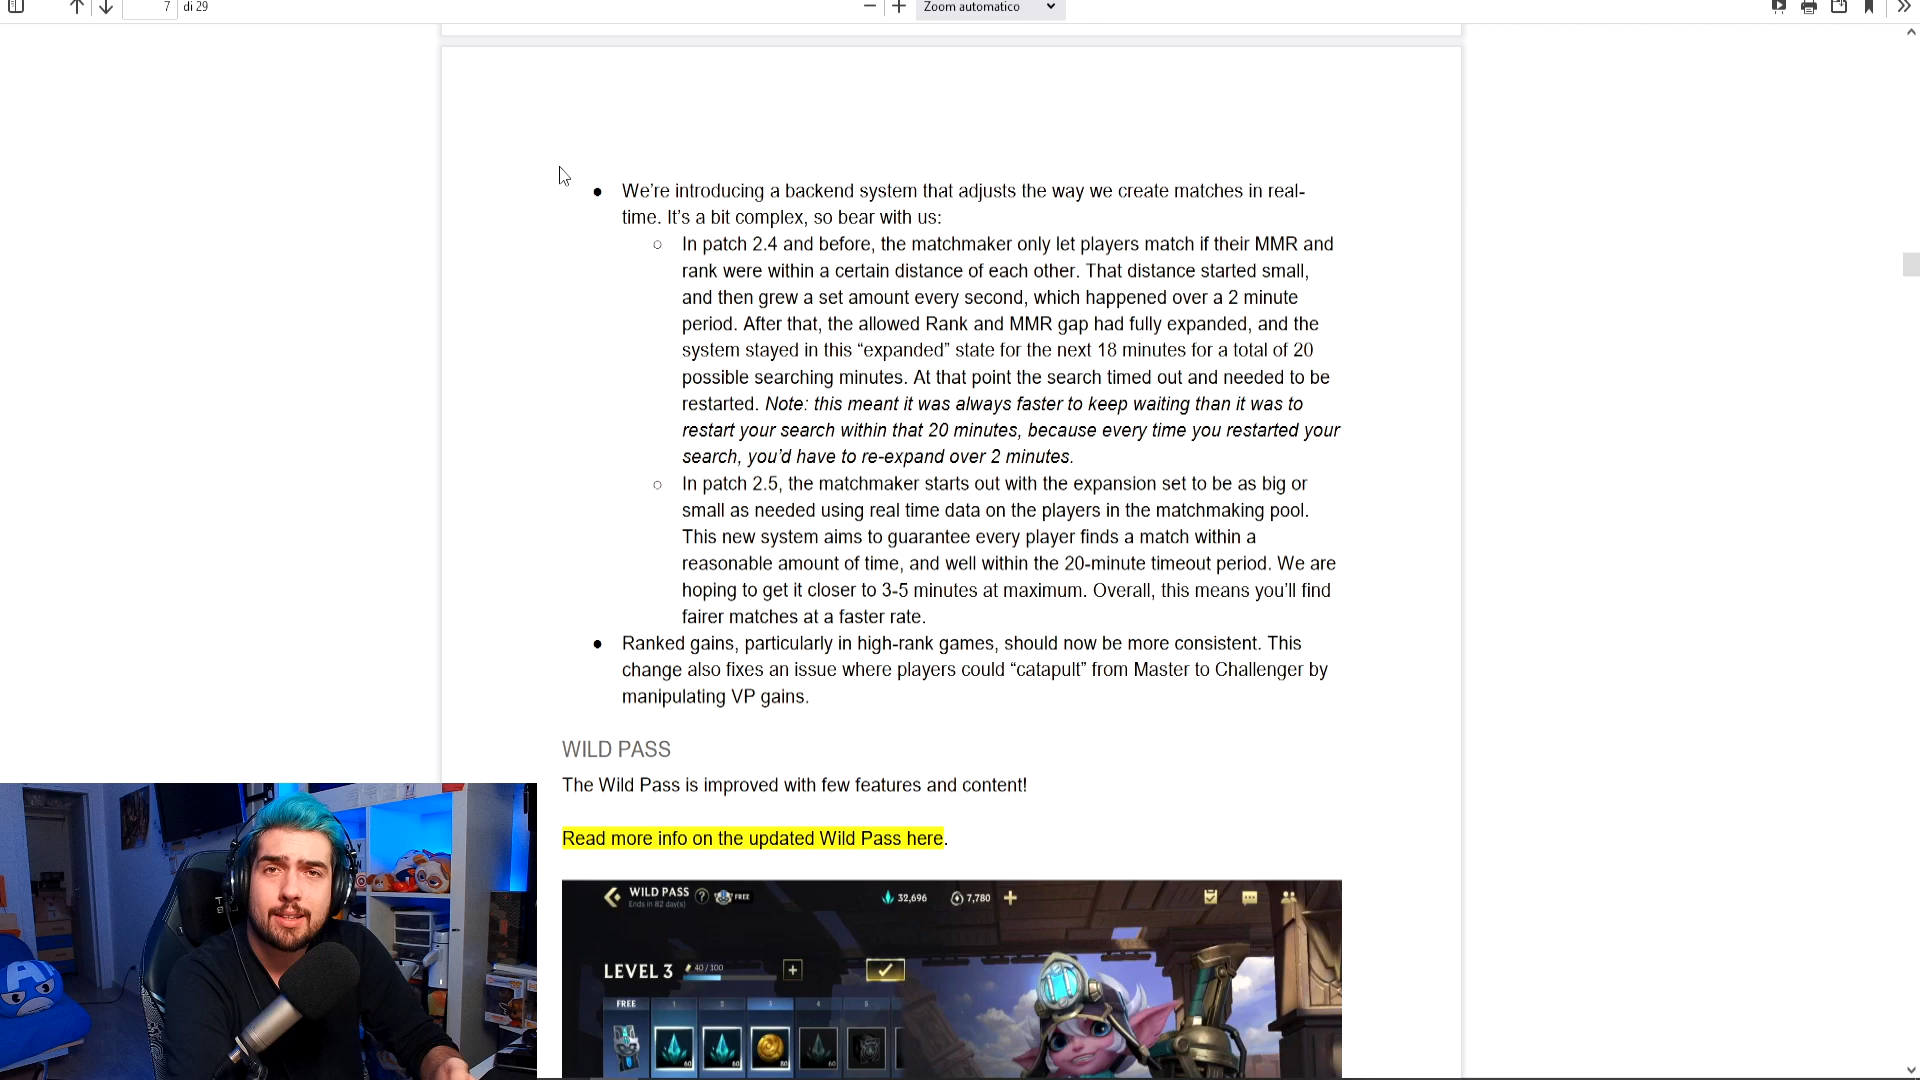 7 di 29 Zoom automatico
● We’re introducing a backend system that adjusts the way we create matches in real-
time. It’s a bit complex, so bear with us:
○ In patch 2.4 and before, the matchmaker only let players match if their MMR and
rank were within a certain distance of each other. That distance started small,
and then grew a set amount every second, which happened over a 2 minute
period. After that, the allowed Rank and MMR gap had fully expanded, and the
system stayed in this “expanded” state for the next 18 minutes for a total of 20
possible searching minutes. At that point the search timed out and needed to be
restarted. Note: this meant it was always faster to keep waiting than it was to
restart your search within that 20 minutes, because every time you restarted your
search, you’d have to re-expand over 2 minutes.
○ In patch 2.5, the matchmaker starts out with the expansion set to be as big or
small as needed using real time data on the players in the matchmaking pool.
This new system aims to guarantee every player finds a match within a
reasonable amount of time, and well within the 20-minute timeout period. We are
hoping to get it closer to 3-5 minutes at maximum. Overall, this means you’ll find
fairer matches at a faster rate.
● Ranked gains, particularly in high-rank games, should now be more consistent. This
change also fixes an issue where players could “catapult” from Master to Challenger by
manipulating VP gains.
WILD PASS
The Wild Pass is improved with few features and content!
Read more info on the updated Wild Pass here.
WILD PASS ? FREE 32,696 7,780
Ends in 82 day(s)
LEVEL 3 40 / 100
FREE 1 2 3 4 5
60 60 80 60